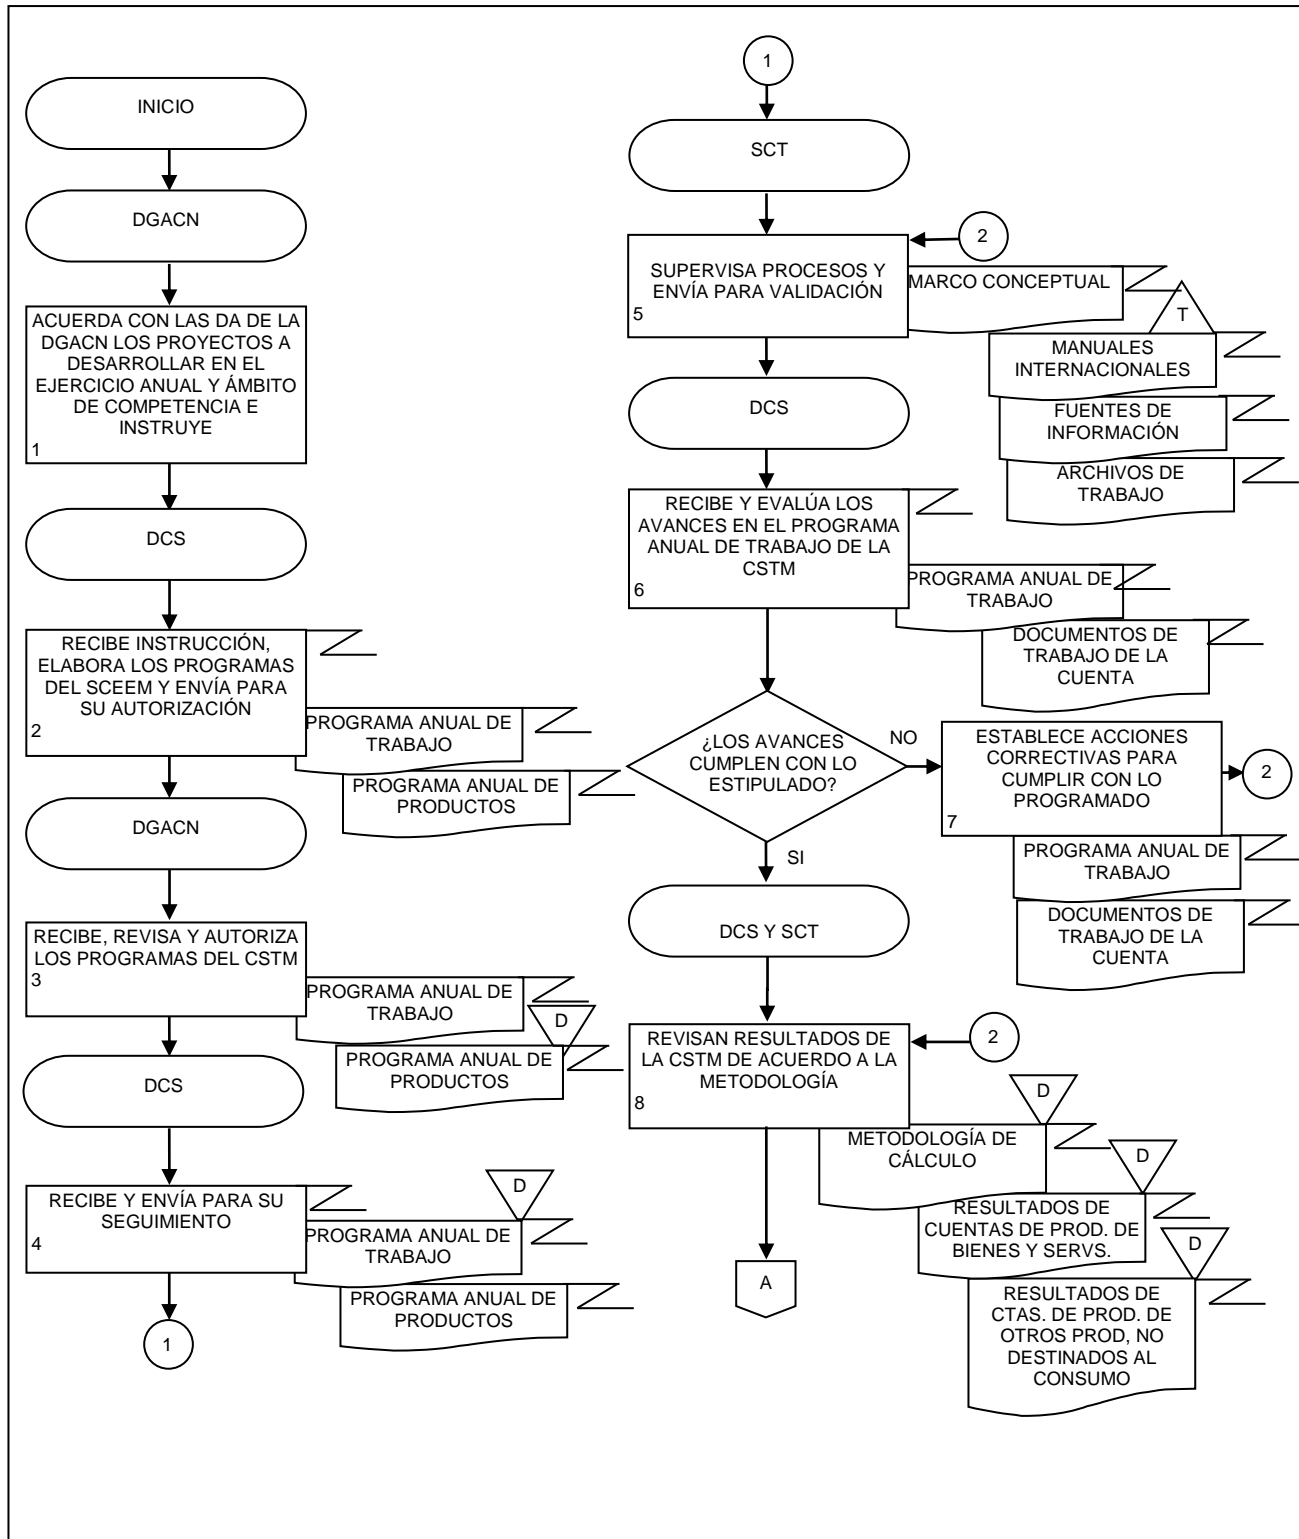 INICIO
DGACN
ACUERDA CON LAS DA DE LA
DGACN LOS PROYECTOS A
DESARROLLAR EN EL
EJERCICIO ANUAL Y ÁMBITO
DE COMPETENCIA E
INSTRUYE
1
DCS
RECIBE INSTRUCCIÓN,
ELABORA LOS PROGRAMAS
DEL SCEEM Y ENVÍA PARA
SU AUTORIZACIÓN
2
PROGRAMA ANUAL DE
TRABAJO
PROGRAMA ANUAL DE
PRODUCTOS
DGACN
RECIBE, REVISA Y AUTORIZA
LOS PROGRAMAS DEL CSTM
3
PROGRAMA ANUAL DE
TRABAJO
D
PROGRAMA ANUAL DE
PRODUCTOS
DCS
RECIBE Y ENVÍA PARA SU
SEGUIMIENTO
4
D
PROGRAMA ANUAL DE
TRABAJO
PROGRAMA ANUAL DE
PRODUCTOS
1
1
SCT
2
SUPERVISA PROCESOS Y
ENVÍA PARA VALIDACIÓN
5
MARCO CONCEPTUAL
T
MANUALES
INTERNACIONALES
FUENTES DE
INFORMACIÓN
ARCHIVOS DE
TRABAJO
DCS
RECIBE Y EVALÚA LOS
AVANCES EN EL PROGRAMA
ANUAL DE TRABAJO DE LA
CSTM
6
PROGRAMA ANUAL DE
TRABAJO
DOCUMENTOS DE
TRABAJO DE LA
CUENTA
¿LOS AVANCES
CUMPLEN CON LO
ESTIPULADO?
NO
ESTABLECE ACCIONES
CORRECTIVAS PARA
CUMPLIR CON LO
PROGRAMADO
7
2
PROGRAMA ANUAL DE
TRABAJO
DOCUMENTOS DE
TRABAJO DE LA
CUENTA
SI
DCS Y SCT
2
REVISAN RESULTADOS DE
LA CSTM DE ACUERDO A LA
METODOLOGÍA
8
D
METODOLOGÍA DE
CÁLCULO
D
RESULTADOS DE
CUENTAS DE PROD. DE
BIENES Y SERVS.
D
RESULTADOS DE
CTAS. DE PROD. DE
OTROS PROD, NO
DESTINADOS AL
CONSUMO
A